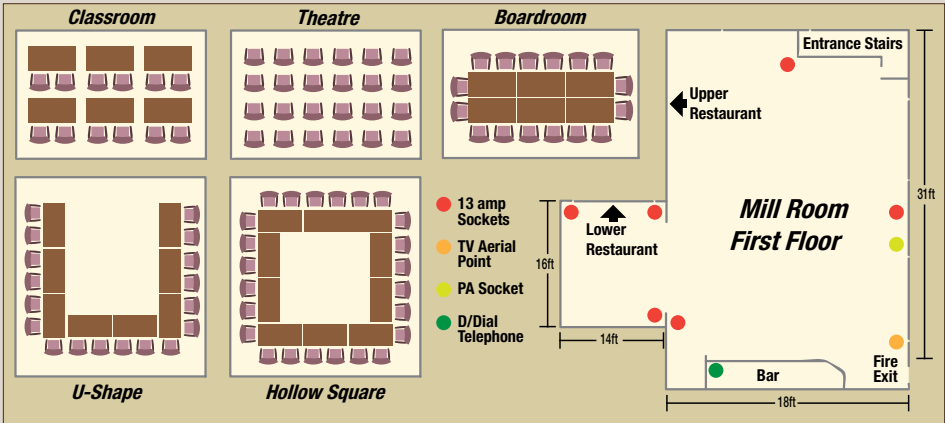 Classroom
Theatre
Boardroom
U-Shape
Hollow Square
13 amp
Sockets
TV Aerial
Point
PA Socket
D/Dial
Telephone
Entrance Stairs
Upper
Restaurant
Lower
Restaurant
Mill Room
First Floor
31ft
16ft
14ft
Bar
Fire
Exit
18ft